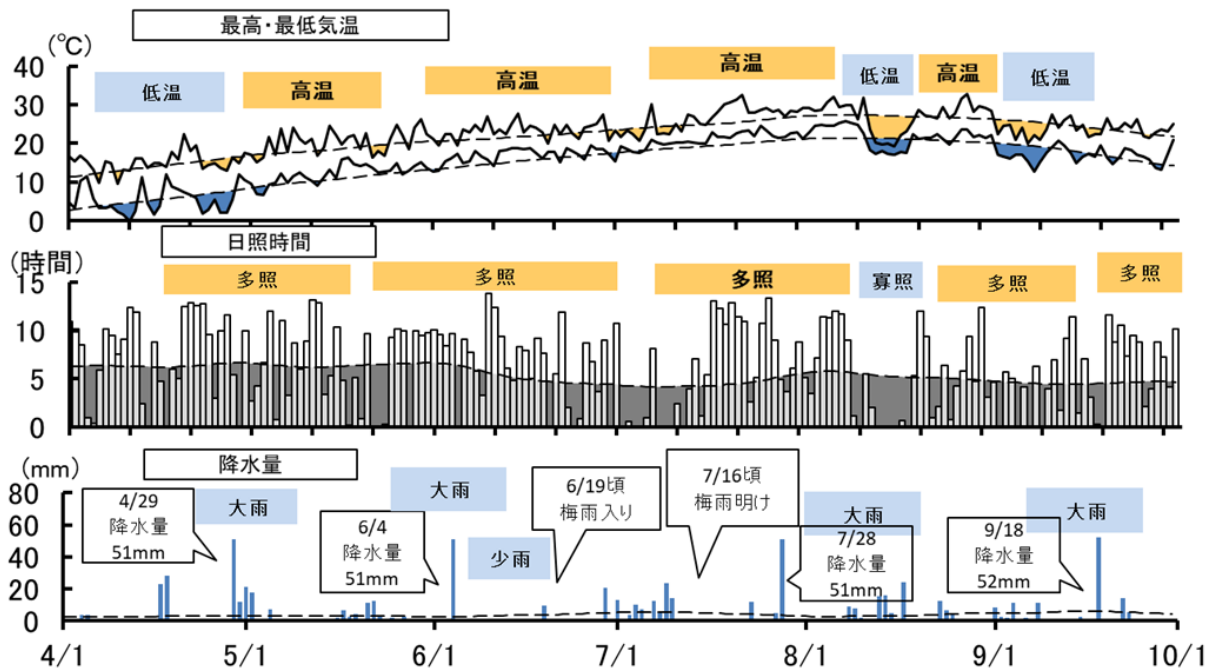 最高・最低気温
(℃)
40
30
20
10
0
低温
高温
高温
高温
低温
高温
低温
日照時間
(時間)
15
10
5
0
多照
多照
多照
寡照
多照
多照
降水量
(mm)
80
60
40
20
0
4/29
降水量
51mm
大雨
6/4
降水量
51mm
大雨
少雨
6/19頃
梅雨入り
7/16頃
梅雨明け
大雨
7/28
降水量
51mm
9/18
降水量
52mm
大雨
4/1
5/1
6/1
7/1
8/1
9/1
10/1